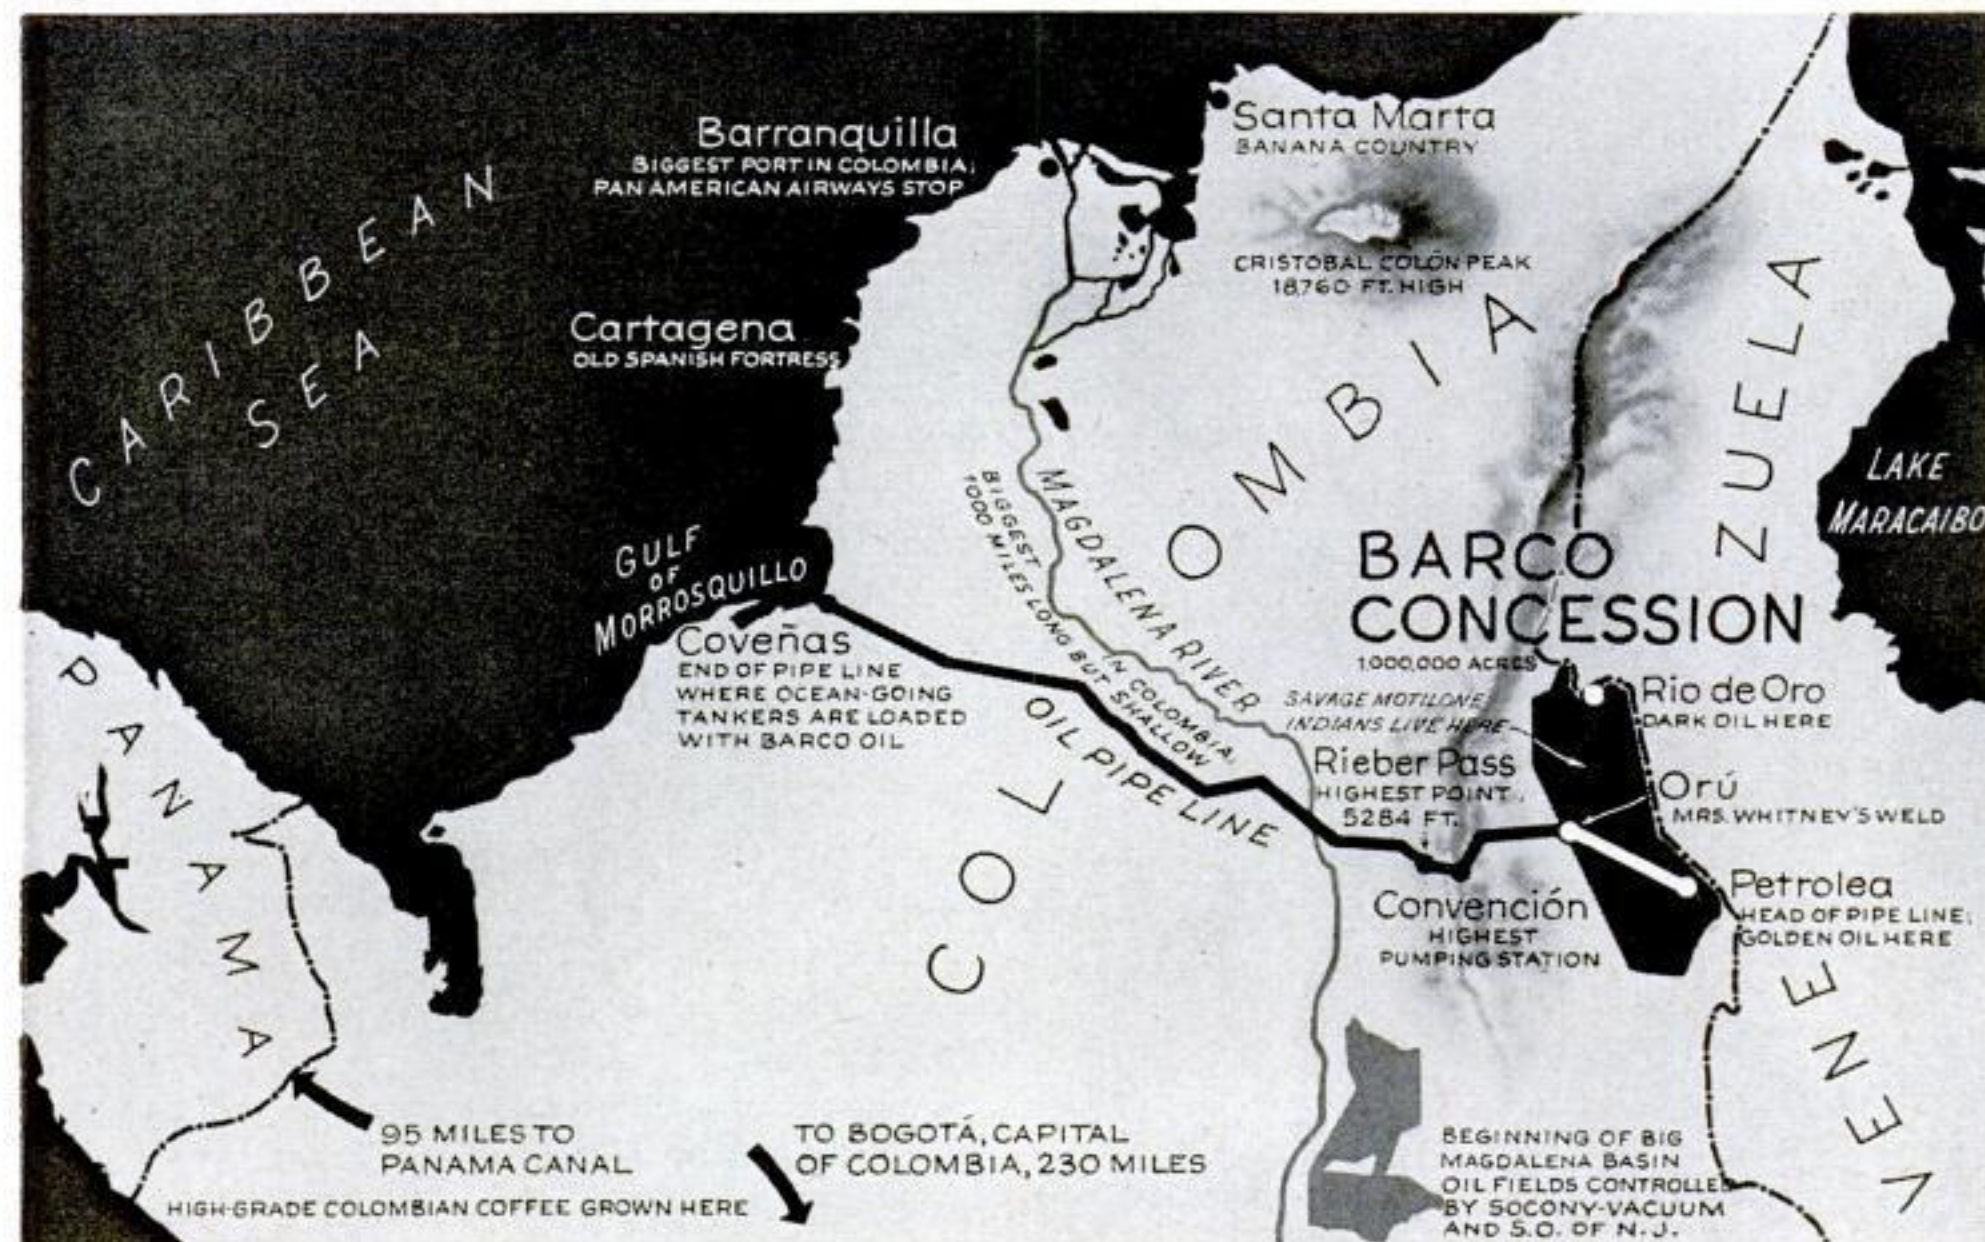 CARIBBEAN
SEA
Barranquilla
BIGGEST PORT IN COLOMBIA;
PAN AMERICAN AIRWAYS STOP
Santa Marta
BANANA COUNTRY
CRISTOBAL COLÓN PEAK
18,760 FT. HIGH
Cartagena
OLD SPANISH FORTRESS
GULF
OF
MORROSQUILLO
Coveñas
END OF PIPE LINE
WHERE OCEAN-GOING
TANKERS ARE LOADED
WITH BARCO OIL
MAGDALENA RIVER
BIGGEST IN COLOMBIA,
1000 MILES LONG BUT SHALLOW
OIL PIPE LINE
COLOMBIA
VENEZUELA
LAKE
MARACAIBO
BARCO
CONCESSION
1,000,000 ACRES
SAVAGE MOTILONE
INDIANS LIVE HERE
Rio de Oro
DARK OIL HERE
Rieber Pass
HIGHEST POINT,
5284 FT.
Orú
MRS. WHITNEY'S WELD
Convención
HIGHEST
PUMPING STATION
Petrolea
HEAD OF PIPE LINE;
GOLDEN OIL HERE
PANAMA
95 MILES TO
PANAMA CANAL
TO BOGOTÁ, CAPITAL
OF COLOMBIA, 230 MILES
HIGH-GRADE COLOMBIAN COFFEE GROWN HERE
BEGINNING OF BIG
MAGDALENA BASIN
OIL FIELDS CONTROLLED
BY SOCONY-VACUUM
AND S.O. OF N.J.